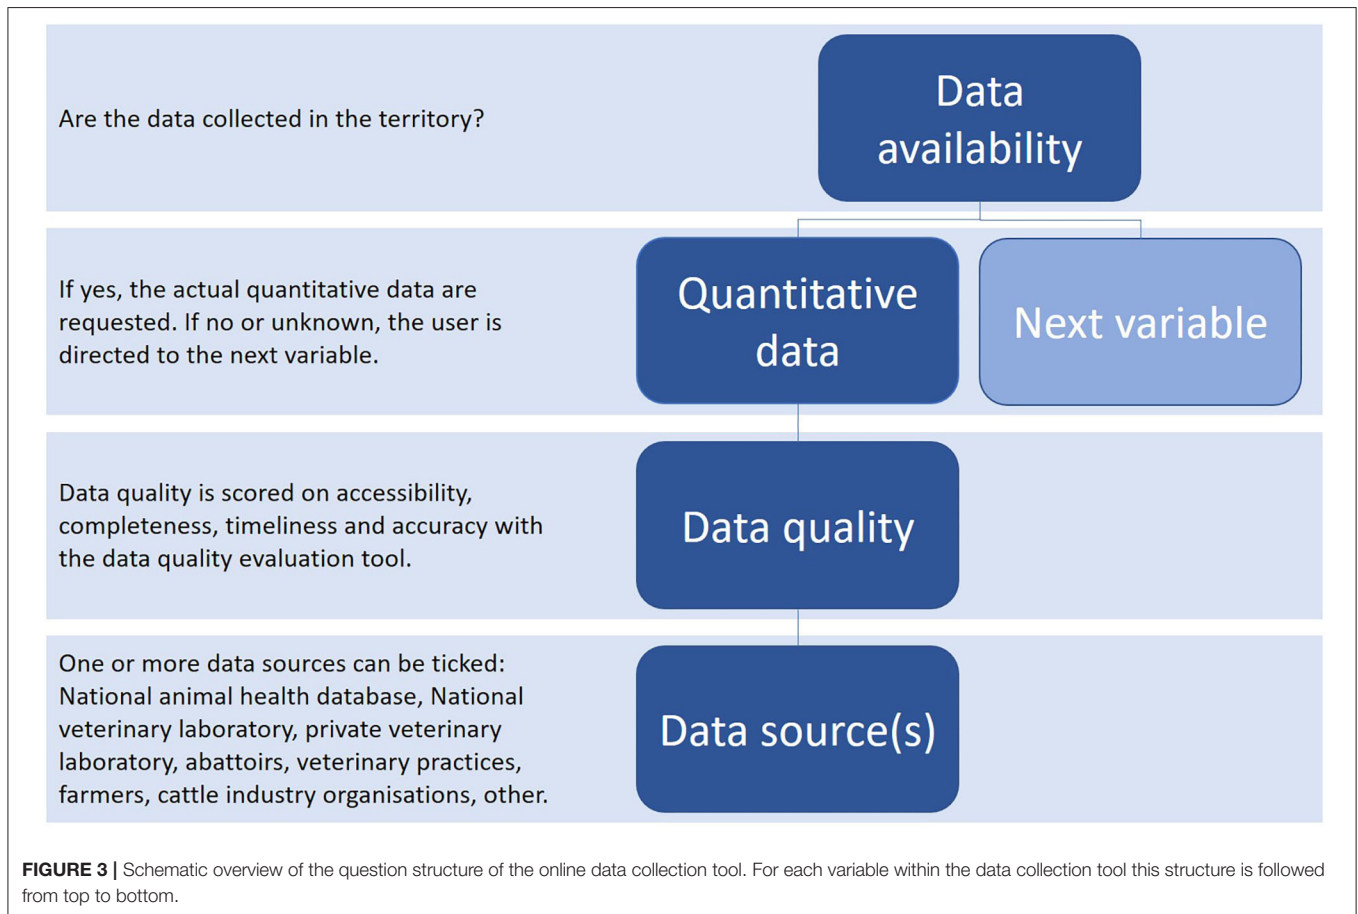 Are the data collected in the territory?
Data
availability
If yes, the actual quantitative data are
requested. If no or unknown, the user is
directed to the next variable.
Quantitative
data
Next variable
Data quality is scored on accessibility,
completeness, timeliness and accuracy with
the data quality evaluation tool.
Data quality
One or more data sources can be ticked:
National animal health database, National
veterinary laboratory, private veterinary
laboratory, abattoirs, veterinary practices,
farmers, cattle industry organisations, other.
Data source(s)
FIGURE 3 | Schematic overview of the question structure of the online data collection tool. For each variable within the data collection tool this structure is followed
from top to bottom.